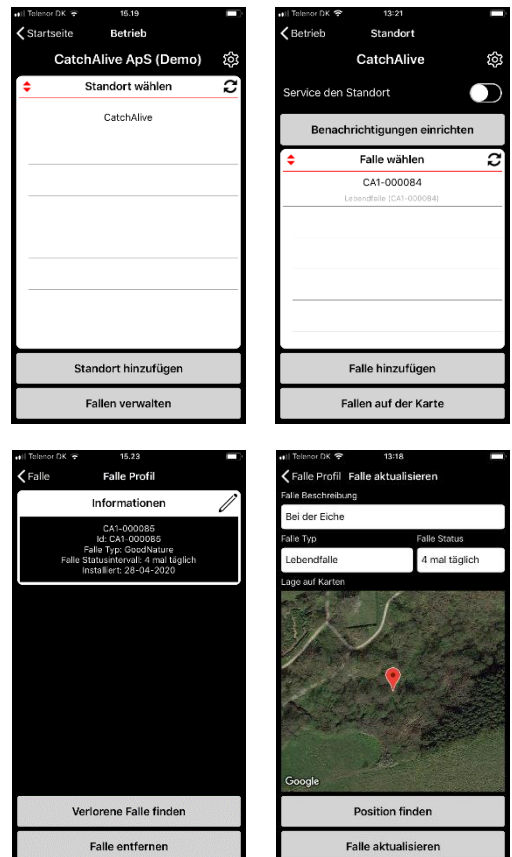 Telenor DK 15.19
Startseite Betrieb
CatchAlive ApS (Demo)
Standort wählen
CatchAlive
Standort hinzufügen
Fallen verwalten
Telenor DK 13:21
Betrieb Standort
CatchAlive
Service den Standort
Benachrichtigungen einrichten
Falle wählen
CA1-000084
Lebendfalle (CA1-000084)
Falle hinzufügen
Fallen auf der Karte
Telenor DK 15.23
Falle Falle Profil
Informationen
CA1-000085
Id: CA1-000085
Falle Typ: GoodNature
Falle Statusintervall: 4 mal täglich
Installiert: 28-04-2020
Verlorene Falle finden
Falle entfernen
Telenor DK 13:18
Falle Profil Falle aktualisieren
Falle Beschreibung
Bei der Eiche
Falle Typ Falle Status
Lebendfalle 4 mal täglich
Lage auf Karten
Google
Position finden
Falle aktualisieren